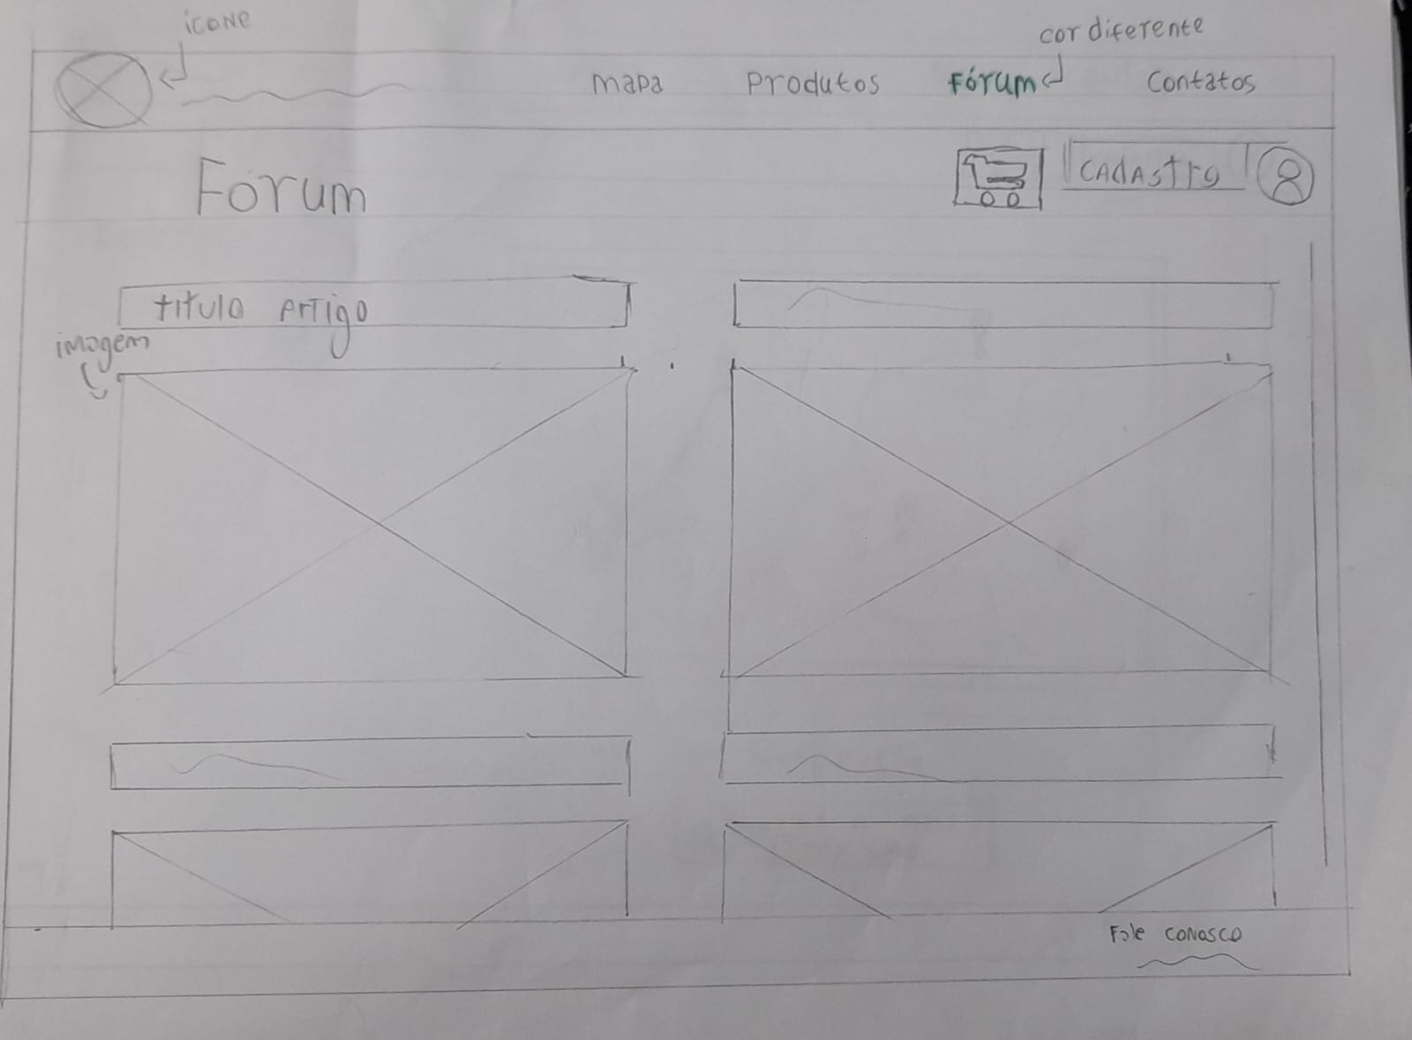 icone
cor diferente
mapa Produtos Fórum Contatos
Forum
CAdAstro
titulo Artigo
imagem
Fale conosco